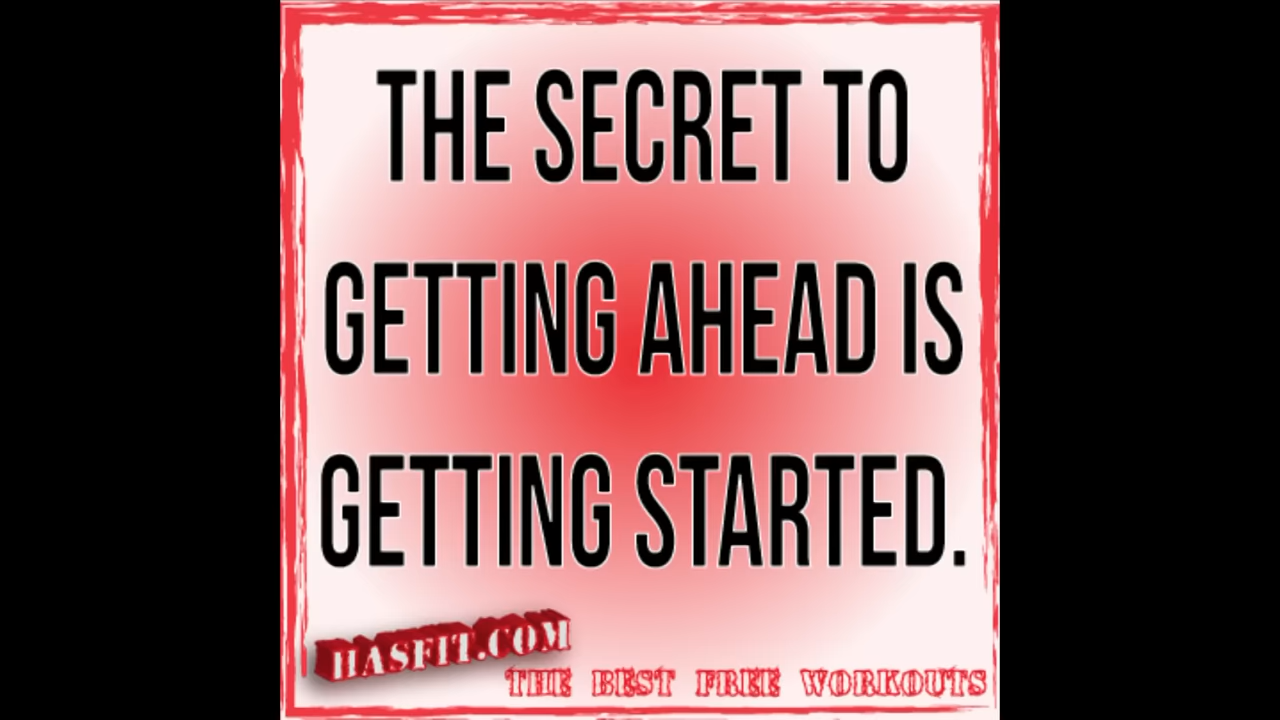 THE SECRET TO
GETTING AHEAD IS
GETTING STARTED.
HASFIT.COM
THE BEST FREE WORKOUTS